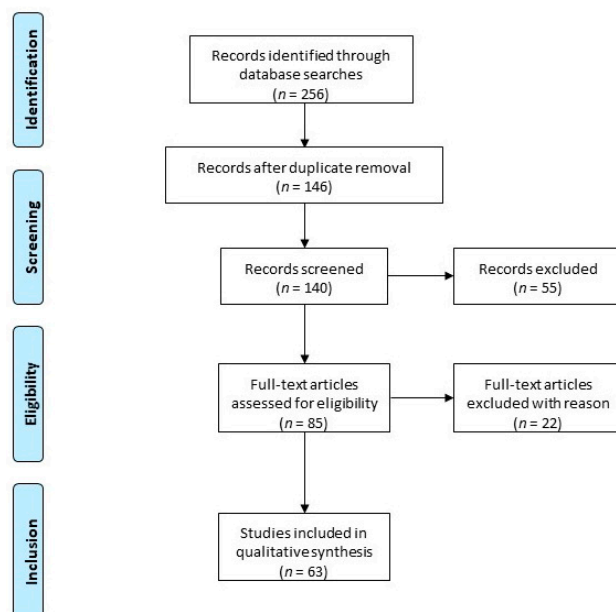 Identification
Records identified through
database searches
(n = 256)
Records after duplicate removal
(n = 146)
Screening
Records screened
(n = 140)
Records excluded
(n = 55)
Eligibility
Full-text articles
assessed for eligibility
(n = 85)
Full-text articles
excluded with reason
(n = 22)
Inclusion
Studies included in
qualitative synthesis
(n = 63)